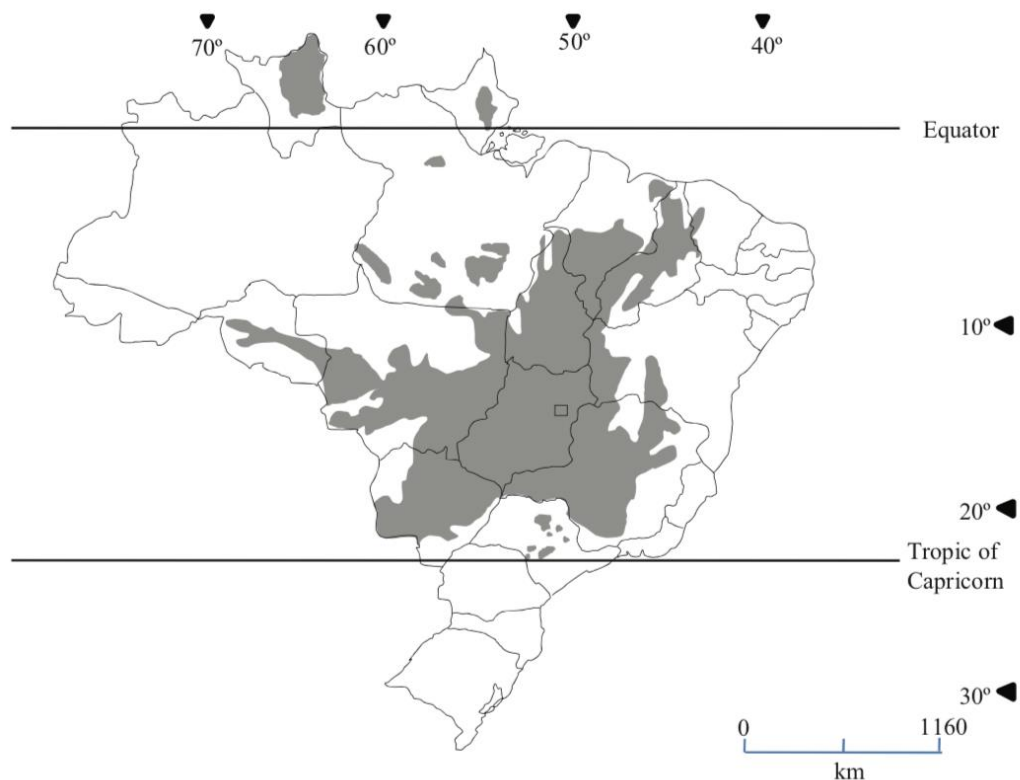 70º 60º 50º 40º
Equator
10º
20º
Tropic of
Capricorn
30º
0 1160
km